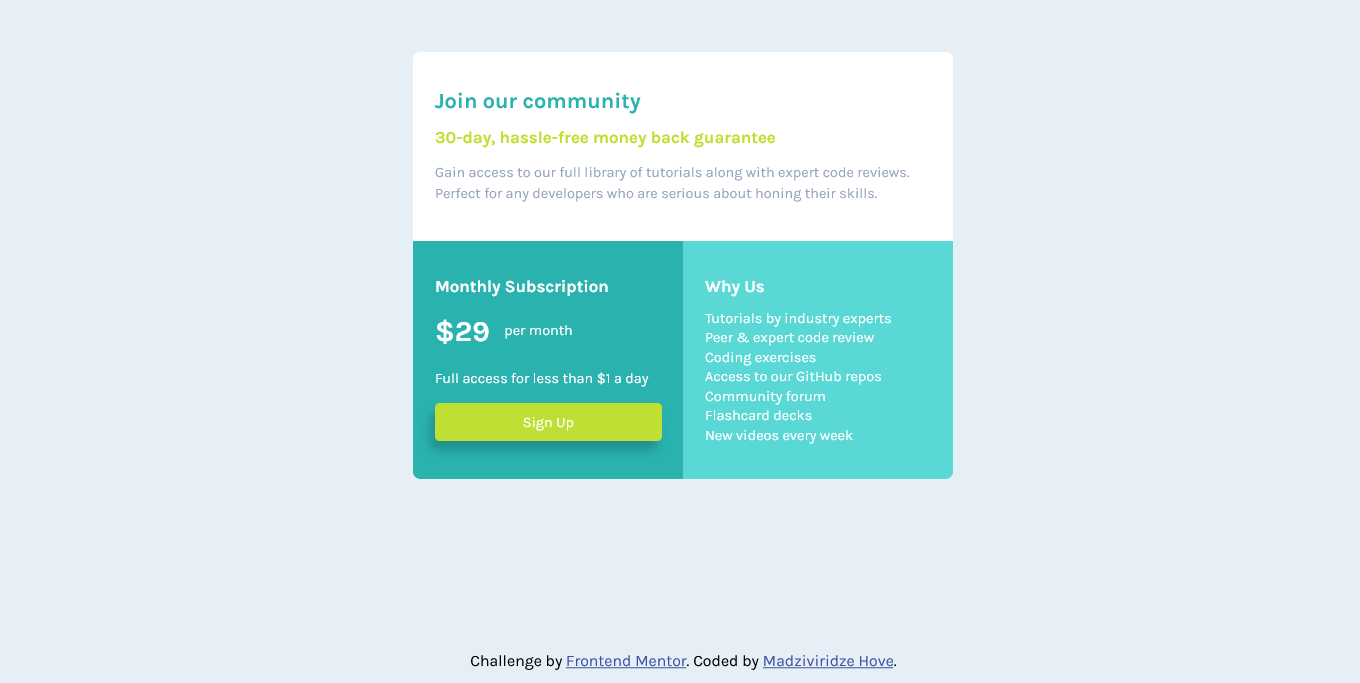 Join our community
30-day, hassle-free money back guarantee
Gain access to our full library of tutorials along with expert code reviews.
Perfect for any developers who are serious about honing their skills.
Monthly Subscription
$29 per month
Full access for less than $1 a day
Sign Up
Why Us
Tutorials by industry experts
Peer & expert code review
Coding exercises
Access to our GitHub repos
Community forum
Flashcard decks
New videos every week
Challenge by Frontend Mentor. Coded by Madziviridze Hove.